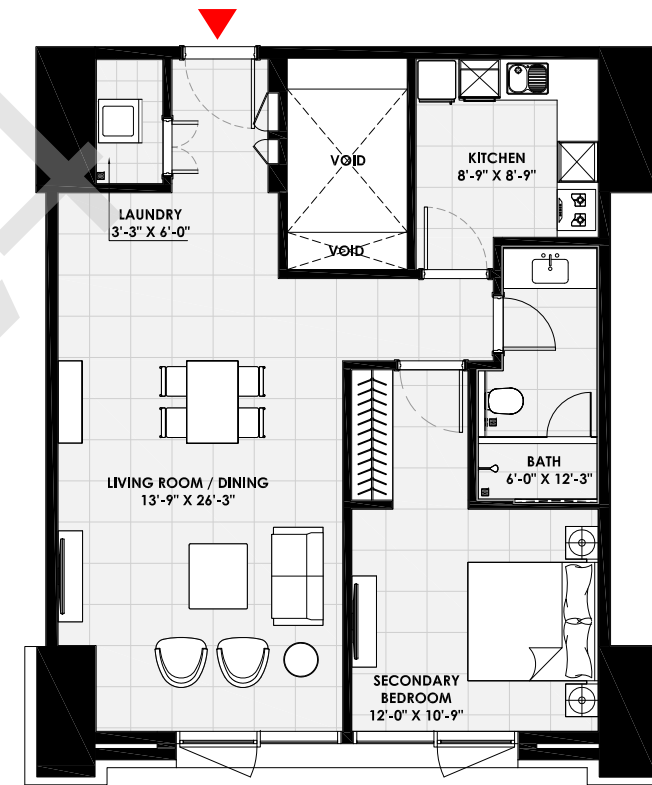 VOID
KITCHEN
8'-9" X 8'-9"
LAUNDRY
3'-3" X 6'-0"
VOID
BATH
6'-0" X 12'-3"
LIVING ROOM / DINING
13'-9" X 26'-3"
SECONDARY
BEDROOM
12'-0" X 10'-9"